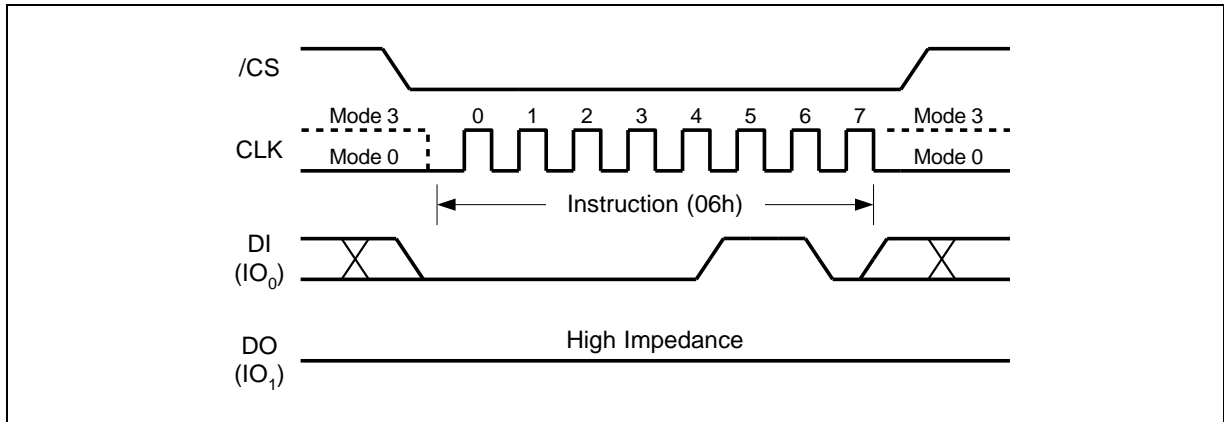 /CS
Mode 3 0 1 2 3 4 5 6 7 Mode 3
CLK
Mode 0 Mode 0
Instruction (06h)
DI
(IO0)
High Impedance
DO
(IO1)